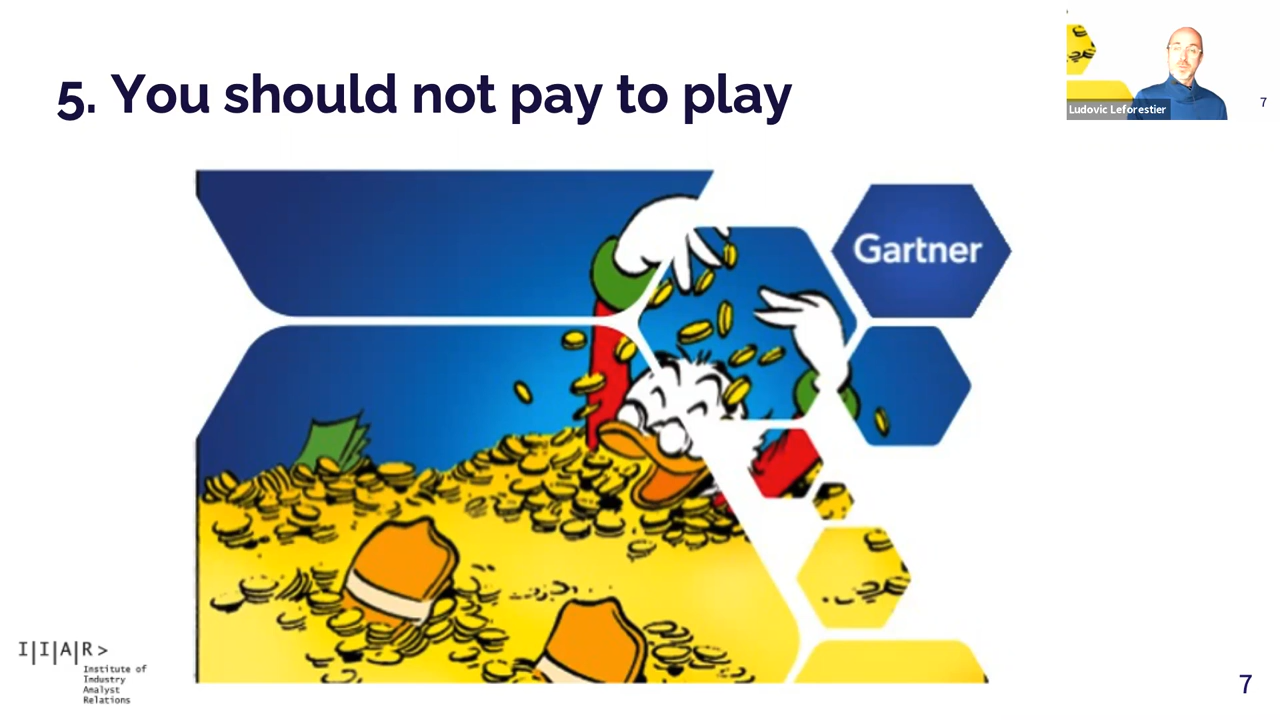 5. You should not pay to play
Ludovic Leforestier
7
Gartner
I|I|A|R>
Institute of
Industry
Analyst
Relations
7